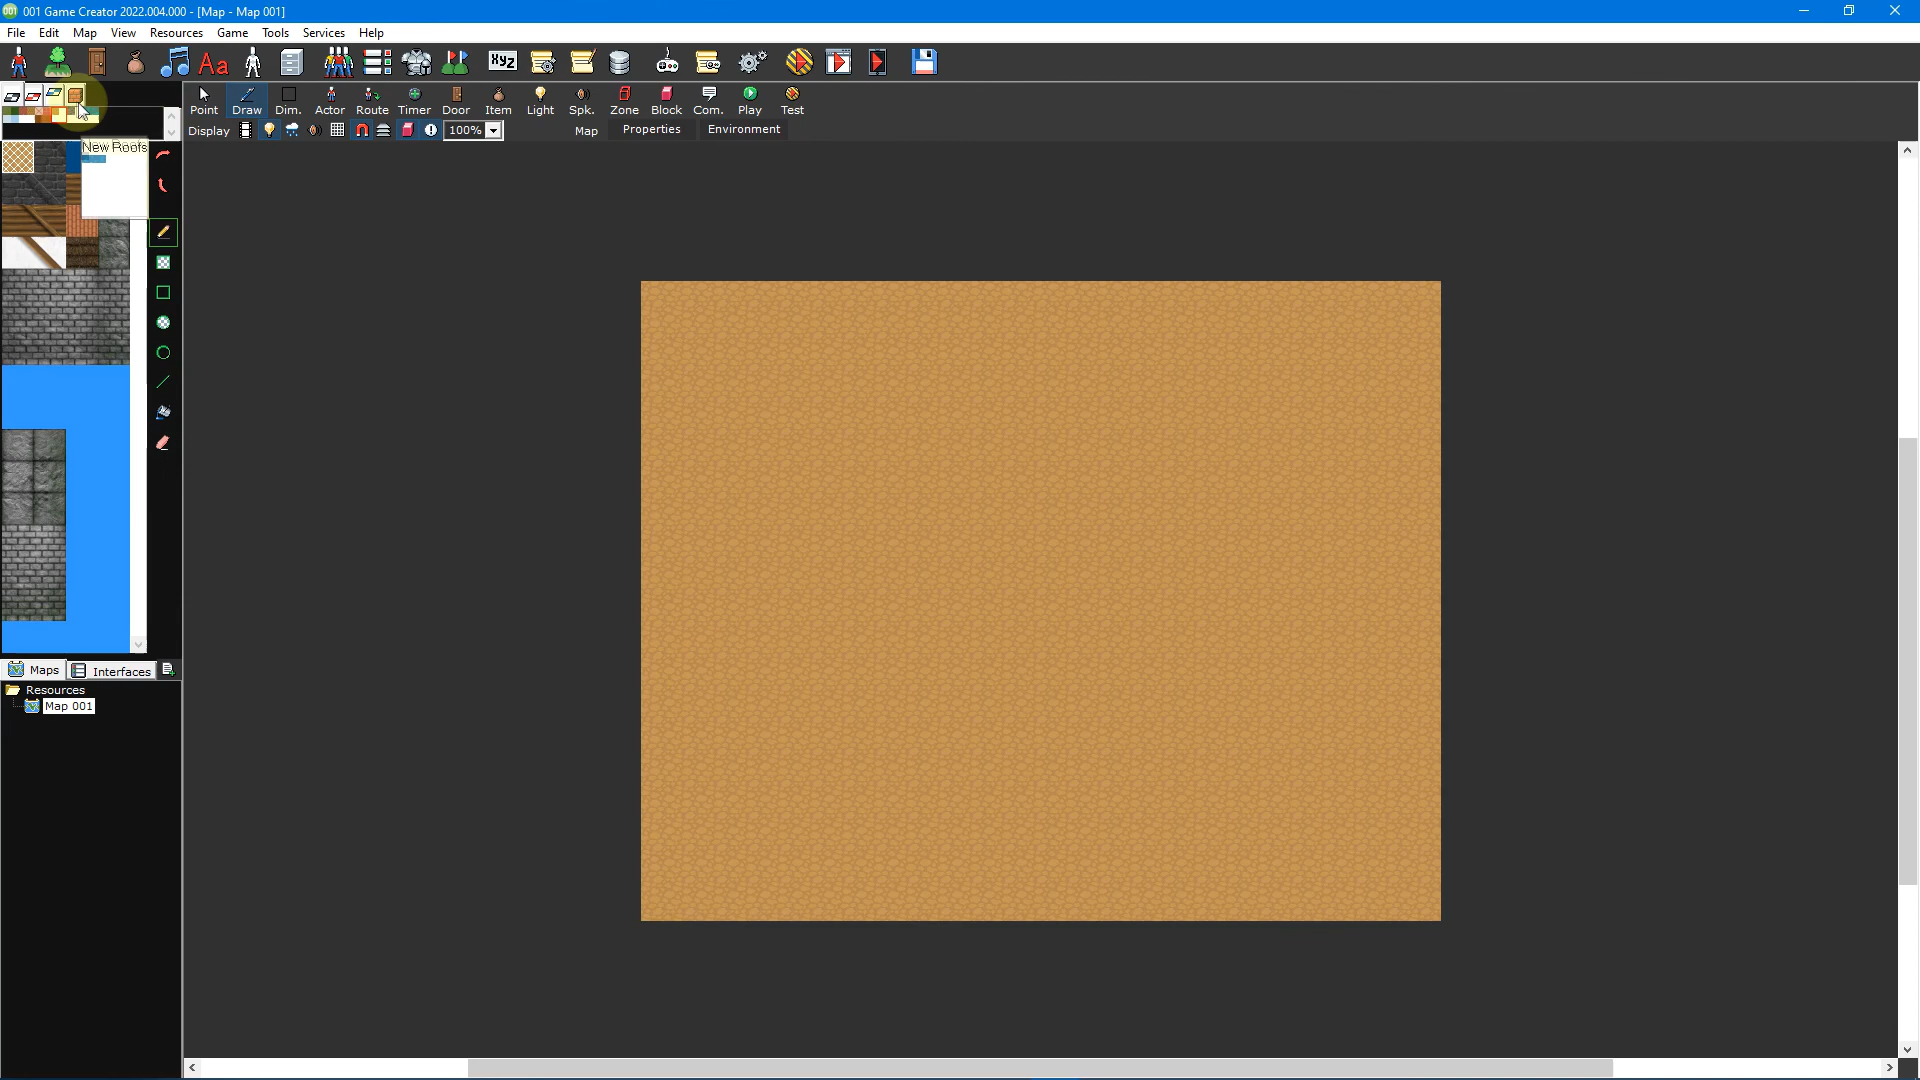 001 Game Creator 2022.004.000 - [Map - Map 001]
File Edit Map View Resources Game Tools Services Help
Aa Xyz
Point Draw Dim. Actor Route Timer Door Item Light Spk. Zone Block Com. Play Test
Display 100% Map Properties Environment
New Roofs
Maps Interfaces
Resources
Map 001